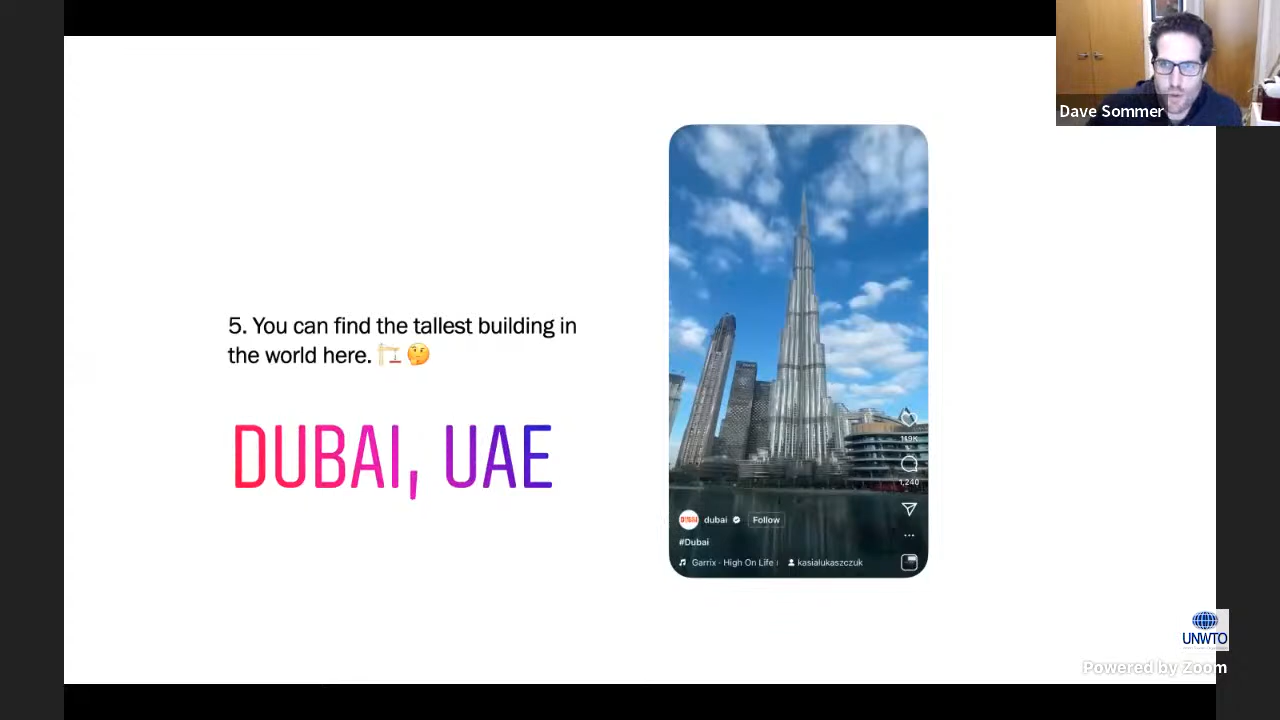 Dave Sommer
5. You can find the tallest building in
the world here. 🏗️ 🤔
DUBAI, UAE
119K
1,240
dubai
Follow
#Dubai
Garrix · High On Life
kasialukaszczuk
UNWTO
Powered by Zoom